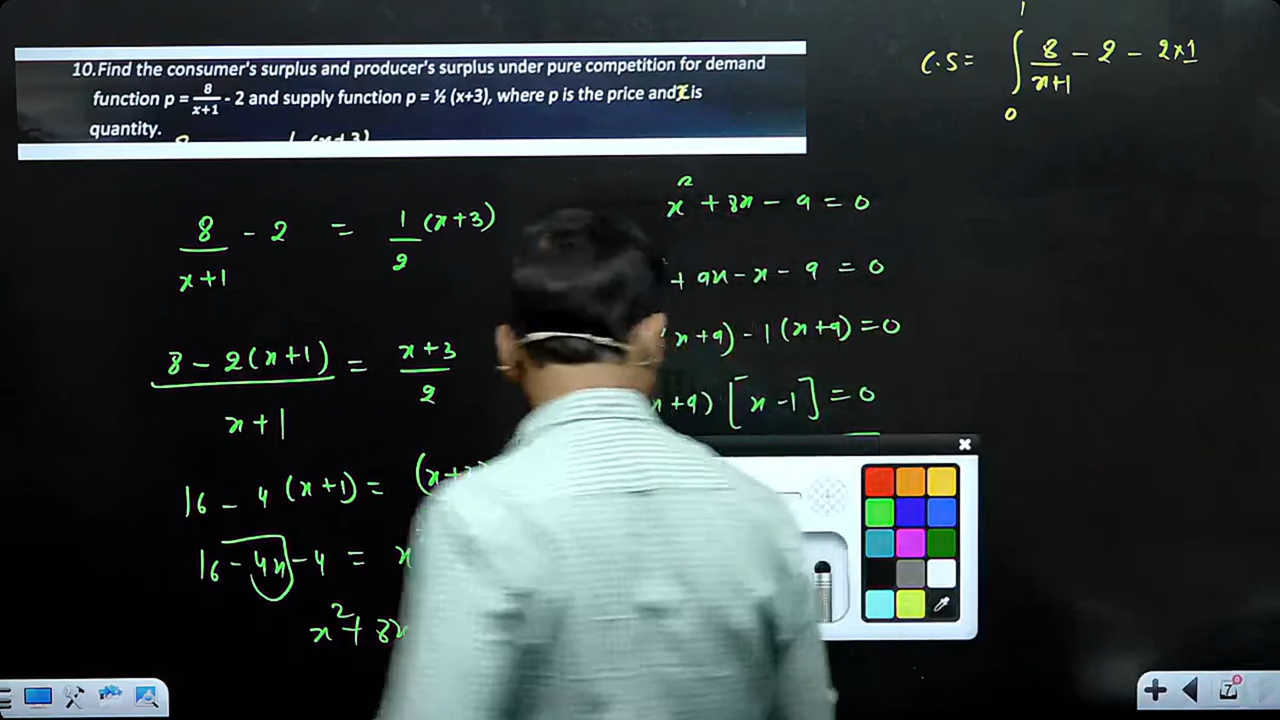 10.Find the consumer's surplus and producer's surplus under pure competition for demand
function p = 8/(x+1) - 2 and supply function p = ½ (x+3), where p is the price and x is
quantity.
C.S = ∫₀¹ 8/(x+1) - 2 - 2×1
8/(x+1) - 2 = 1/2 (x+3)
(8 - 2(x+1))/(x+1) = (x+3)/2
16 - 4(x+1) =
16 - 4x - 4 =
x² + 8x
x² + 8x - 9 = 0
+ 9x - x - 9 = 0
x+9) - 1(x+9) = 0
+9) [x-1] = 0
7